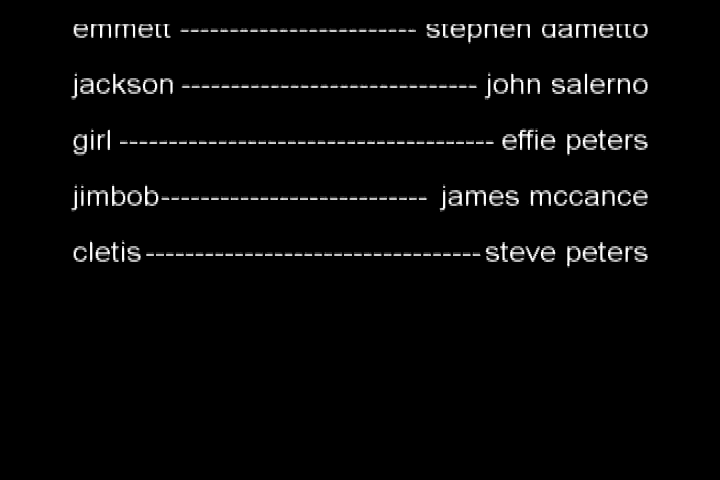 emmett ------------------------ stephen dametto
jackson ------------------------------ john salerno
girl -------------------------------------- effie peters
jimbob--------------------------- james mccance
cletis----------------------------------steve peters